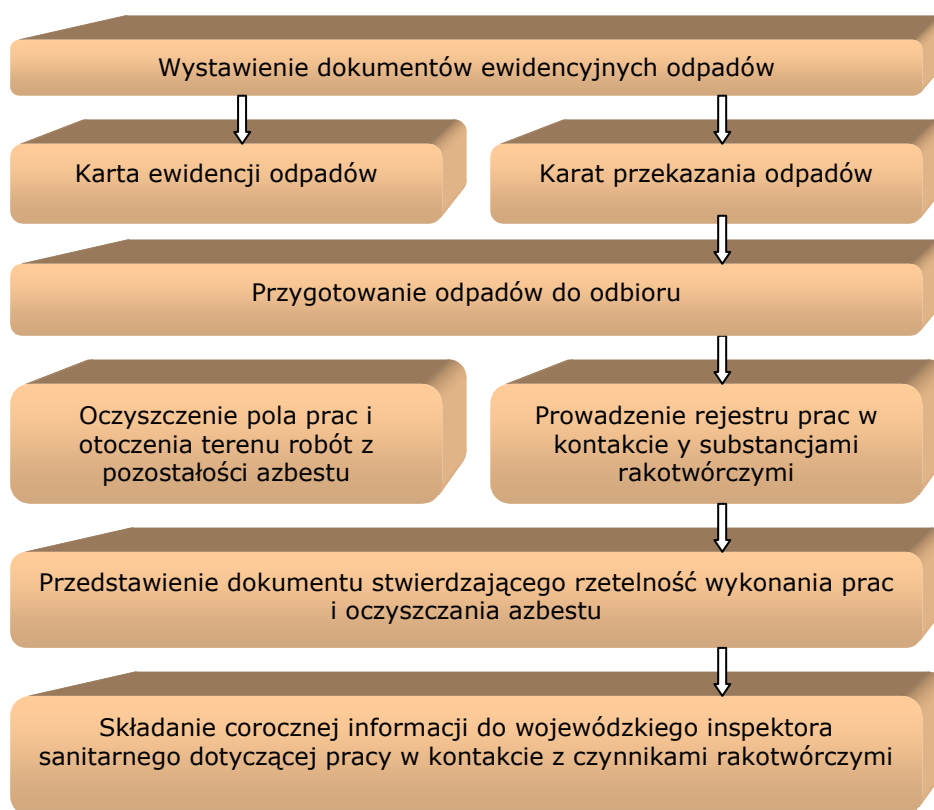 Wystawienie dokumentów ewidencyjnych odpadów
Karta ewidencji odpadów
Karat przekazania odpadów
Przygotowanie odpadów do odbioru
Oczyszczenie pola prac i
otoczenia terenu robót z
pozostałości azbestu
Prowadzenie rejestru prac w
kontakcie y substancjami
rakotwórczymi
Przedstawienie dokumentu stwierdzającego rzetelność wykonania prac
i oczyszczania azbestu
Składanie corocznej informacji do wojewódzkiego inspektora
sanitarnego dotyczącej pracy w kontakcie z czynnikami rakotwórczymi